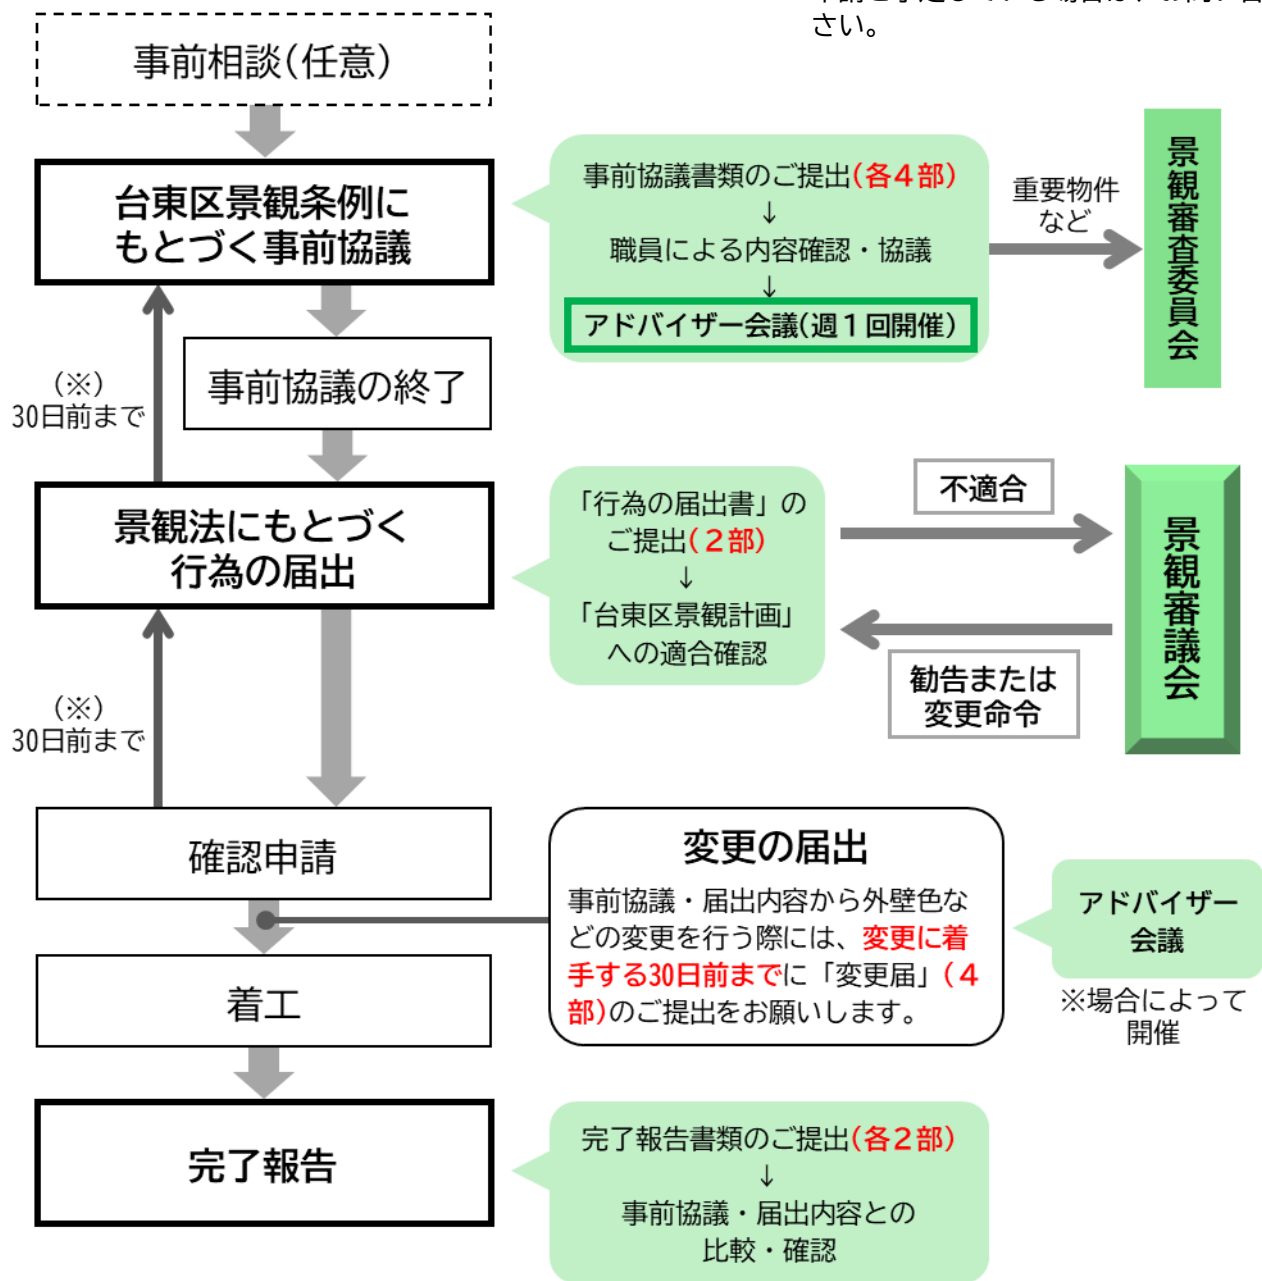 さい。
事前相談(任意)
台東区景観条例に
もとづく事前協議
事前協議書類のご提出(各4部)
↓
職員による内容確認・協議
↓
アドバイザー会議(週1回開催)
重要物件
など
景観審査委員会
事前協議の終了
(※)
30日前まで
景観法にもとづく
行為の届出
「行為の届出書」の
ご提出(2部)
↓
「台東区景観計画」
への適合確認
不適合
勧告または
変更命令
景観審議会
(※)
30日前まで
確認申請
変更の届出
事前協議・届出内容から外壁色な
どの変更を行う際には、変更に着
手する30日前までに「変更届」(4
部)のご提出をお願いします。
アドバイザー
会議
※場合によって
開催
着工
完了報告
完了報告書類のご提出(各2部)
↓
事前協議・届出内容との
比較・確認